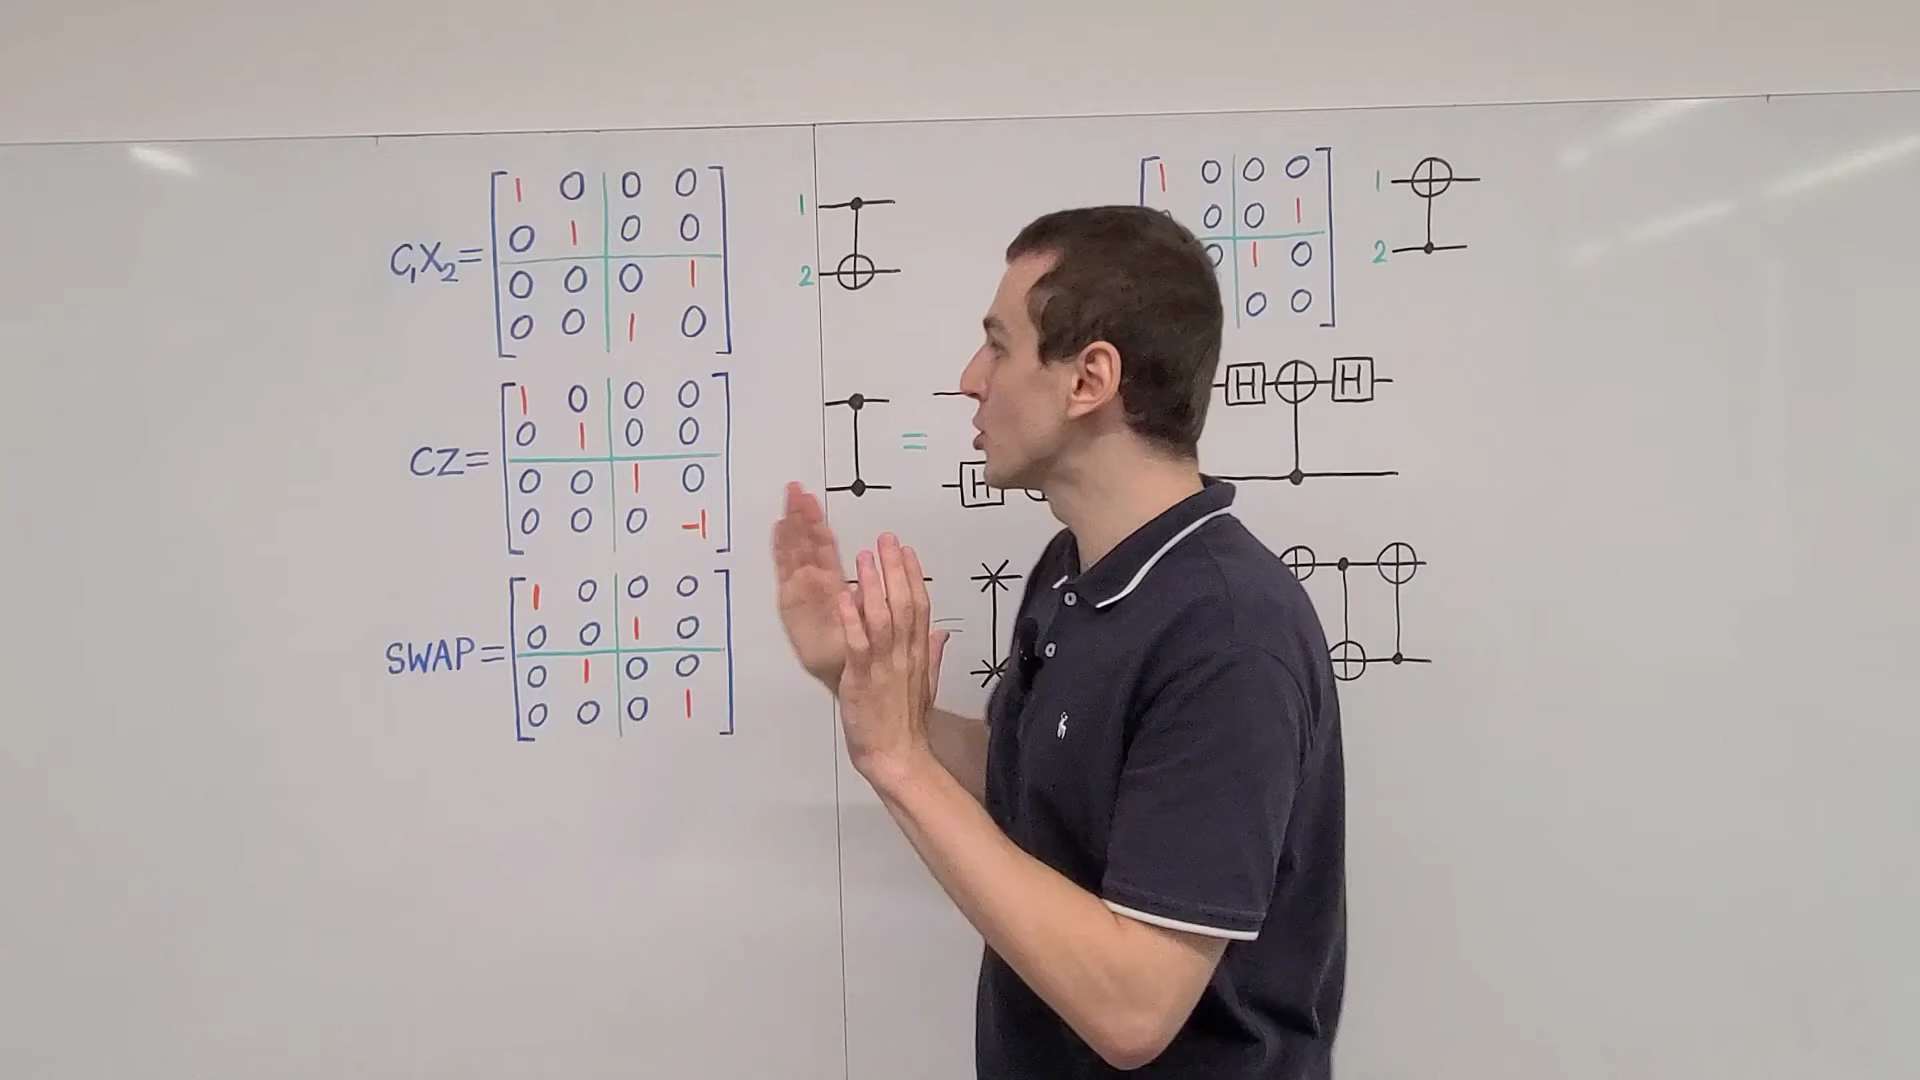 C₁X₂ =
1 0 0 0
0 1 0 0
0 0 0 1
0 0 1 0
1
2
1 0 0 0
0 0 1
1 0
0 0
1
2
CZ =
1 0 0 0
0 1 0 0
0 0 1 0
0 0 0 -1
=
H
H H
SWAP =
1 0 0 0
0 0 1 0
0 1 0 0
0 0 0 1
=